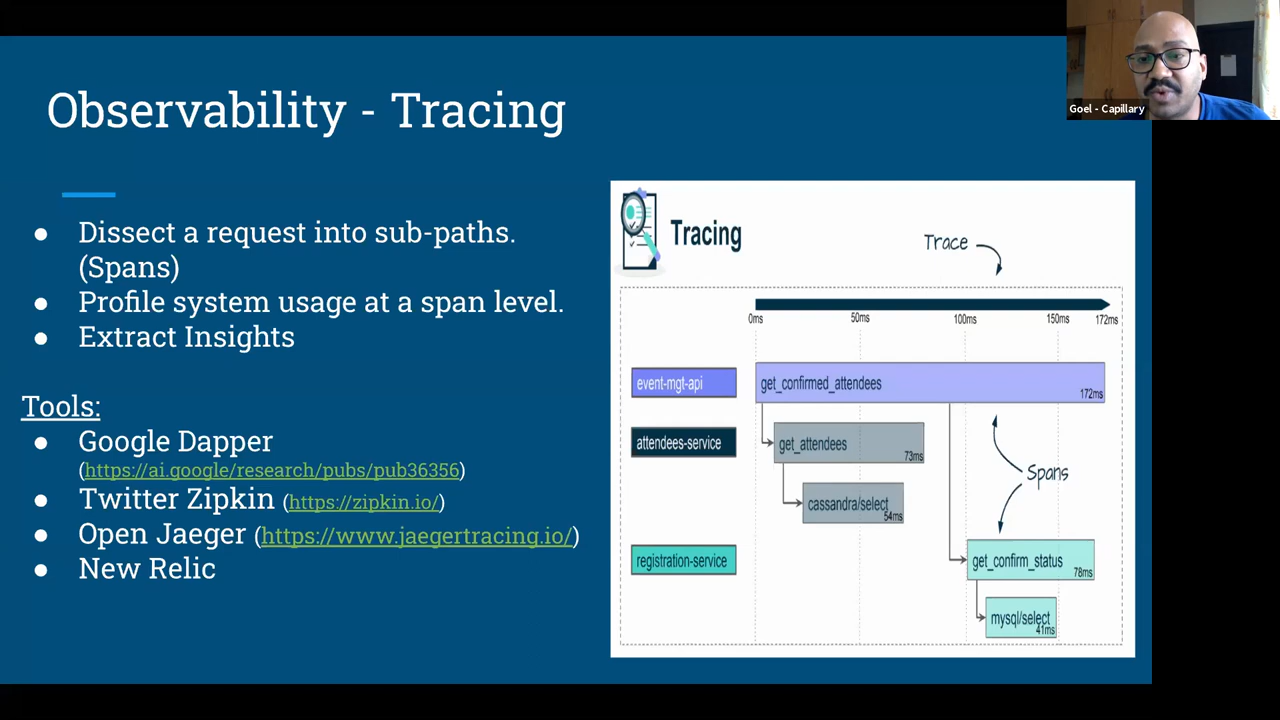 Observability - Tracing
Goel - Capillary
● Dissect a request into sub-paths.
(Spans)
● Profile system usage at a span level.
● Extract Insights
Tools:
● Google Dapper
(https://ai.google/research/pubs/pub36356)
● Twitter Zipkin (https://zipkin.io/)
● Open Jaeger (https://www.jaegertracing.io/)
● New Relic
Tracing
Trace
0ms 50ms 100ms 150ms 172ms
event-mgt-api get_confirmed_attendees 172ms
attendees-service get_attendees 73ms
Spans
cassandra/select 54ms
registration-service get_confirm_status 78ms
mysql/select 41ms